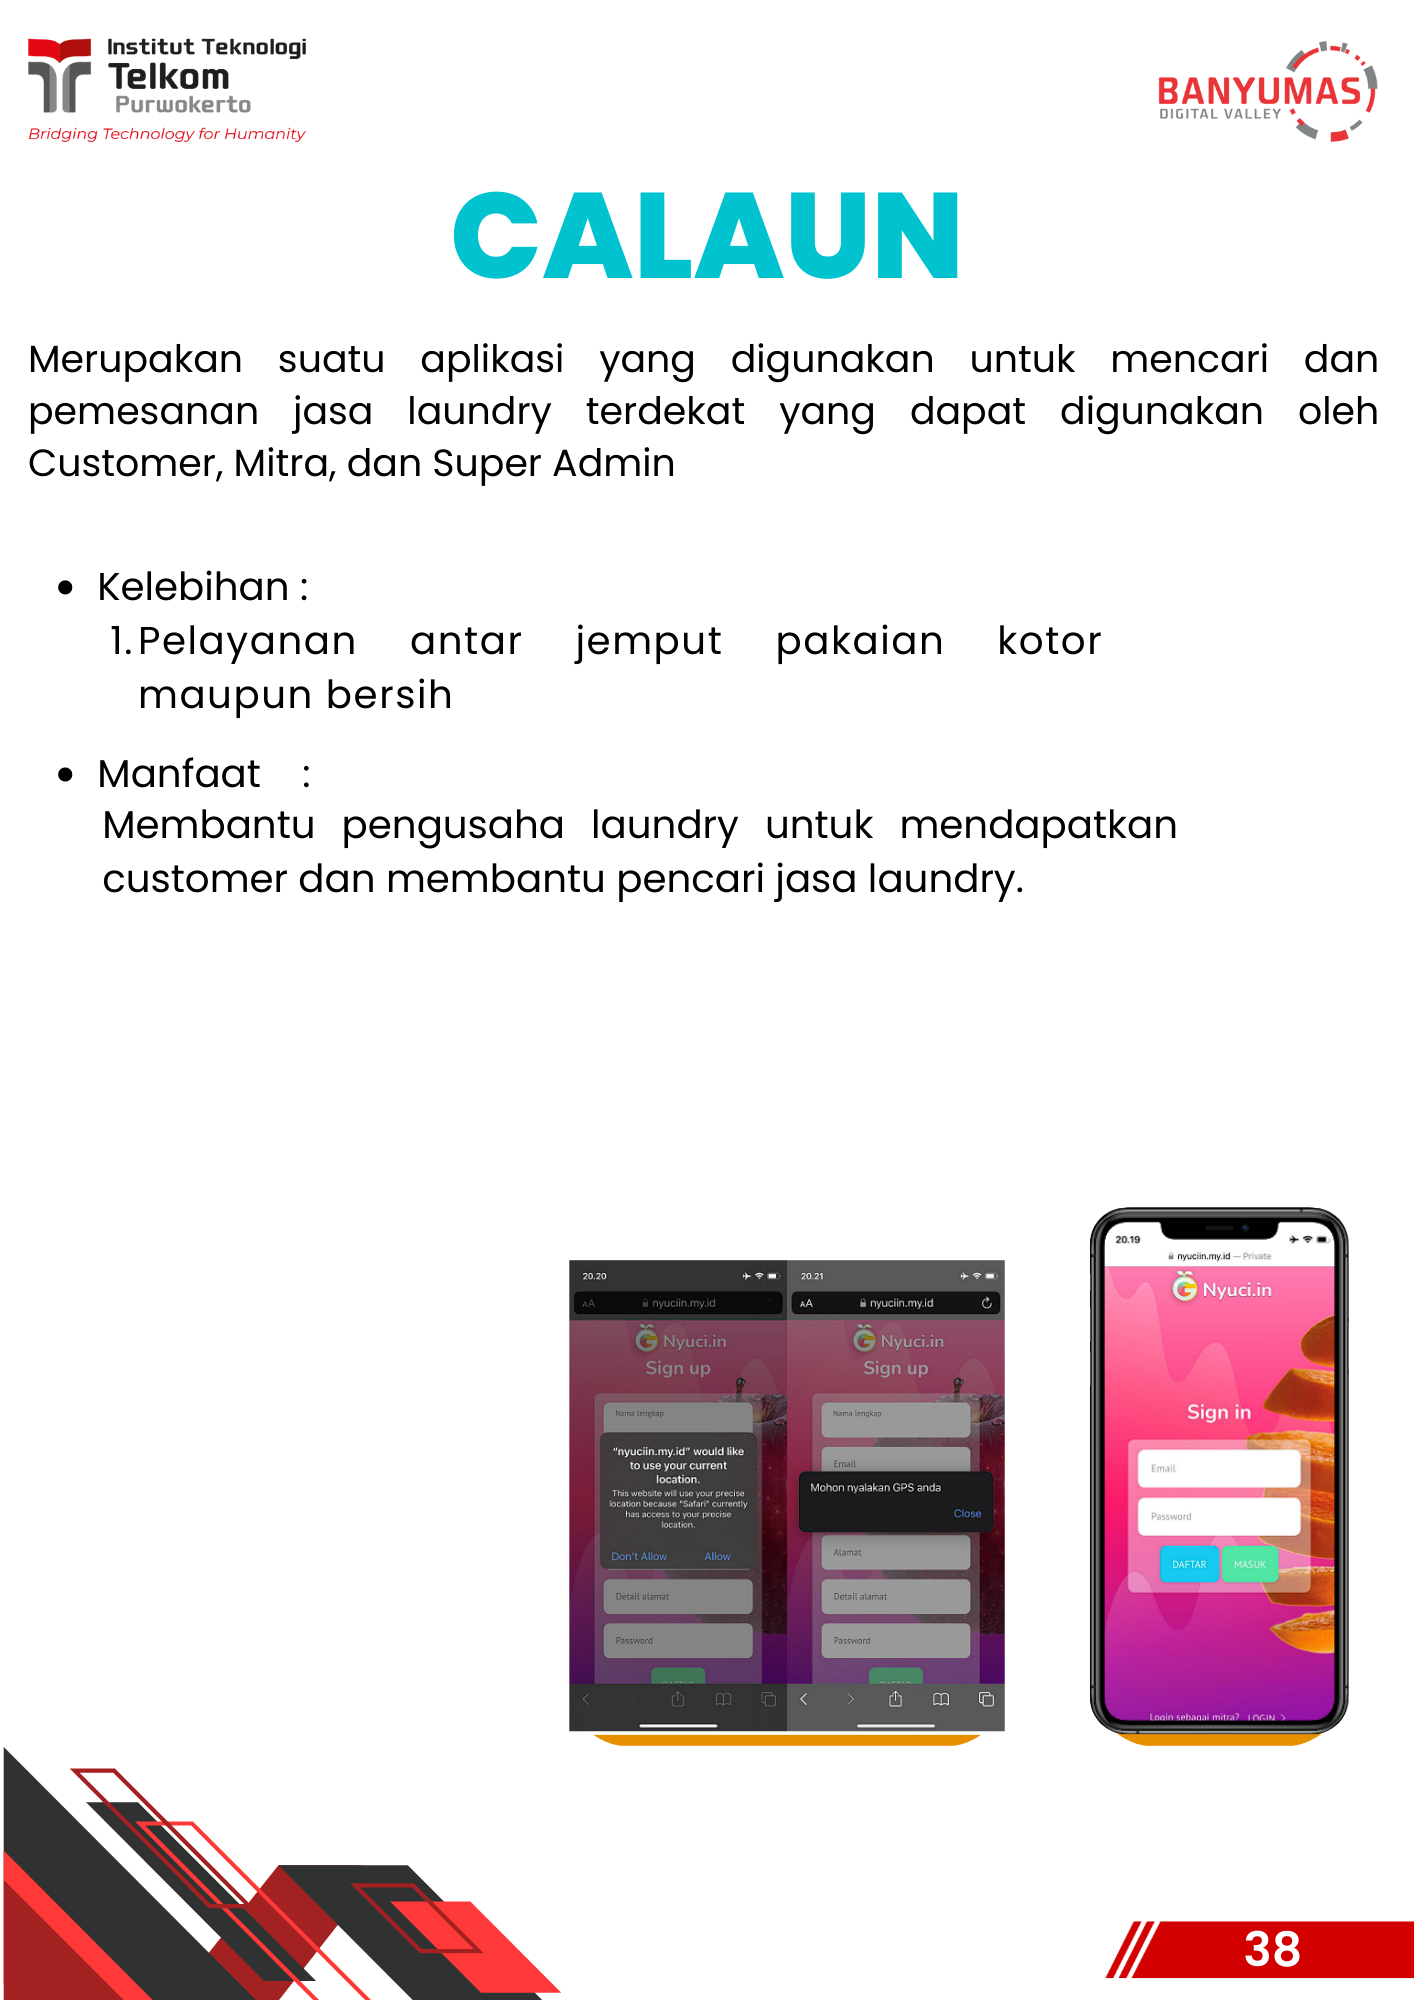 Institut Teknologi
Telkom
Purwokerto
Bridging Technology for Humanity
BANYUMAS
DIGITAL VALLEY
CALAUN
Merupakan suatu aplikasi yang digunakan untuk mencari dan
pemesanan jasa laundry terdekat yang dapat digunakan oleh
Customer, Mitra, dan Super Admin
• Kelebihan :
1. Pelayanan antar jemput pakaian kotor
maupun bersih
• Manfaat :
Membantu pengusaha laundry untuk mendapatkan
customer dan membantu pencari jasa laundry.
20.20
AA nyuciin.my.id
Nyuci.in
Sign up
Nama lengkap
"nyuciin.my.id" would like
to use your current
location.
This website will use your precise
location because "Safari" currently
has access to your precise
location.
Don't Allow Allow
Detail alamat
Password
DAFTAR
20.21
AA nyuciin.my.id
Nyuci.in
Sign up
Nama lengkap
Email
Mohon nyalakan GPS anda
Close
Alamat
Detail alamat
Password
DAFTAR
20.19
nyuciin.my.id — Private
Nyuci.in
Sign in
Email
Password
DAFTAR MASUK
Login sebagai mitra? LOGIN >
38